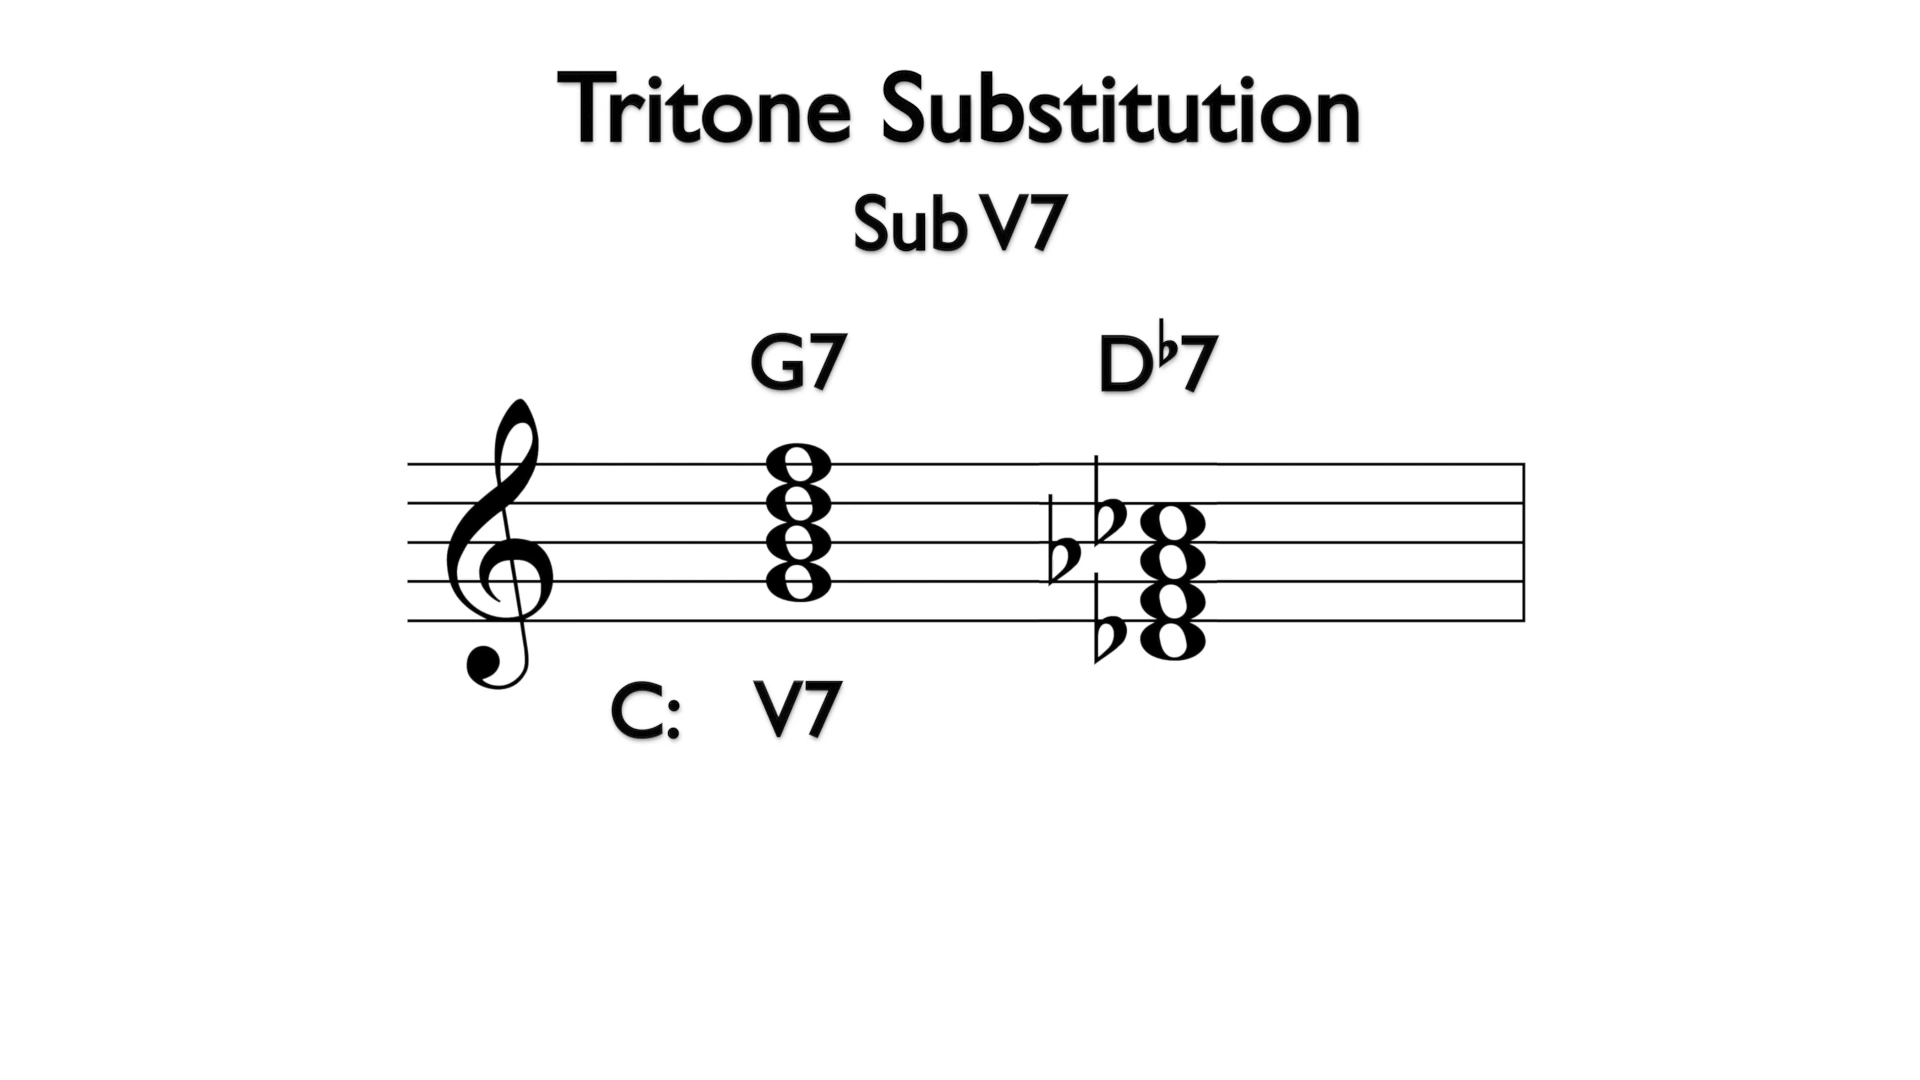 Tritone Substitution
Sub V7
G7 D♭7
C: V7